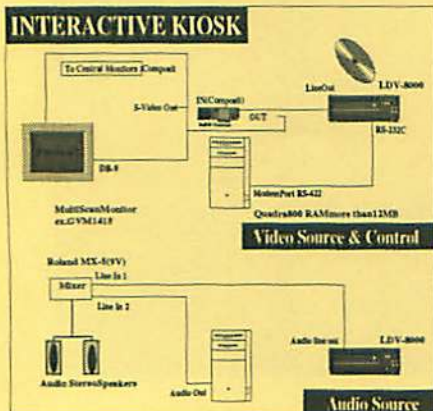 INTERACTIVE KIOSK
To Central Monitors (Composit)
S-Video Out
IN(Composit)
OUT
LineOut
LDV-8000
RS-232C
DB-9
ModemPort RS-422
MultiScanMonitor
ex.GVM1415
Quadra800 RAMmore than12MB
Video Source & Control
Roland MX-5(9V)
Mixer
Line In 1
Line In 2
Audio StereoSpeakers
Audio Out
Audio line out
LDV-8000
Audio Source